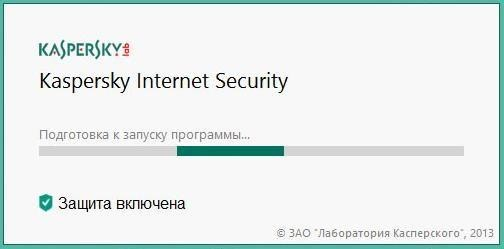 KASPERSKY lab
Kaspersky Internet Security
Подготовка к запуску программы...
Защита включена
© ЗАО "Лаборатория Касперского", 2013